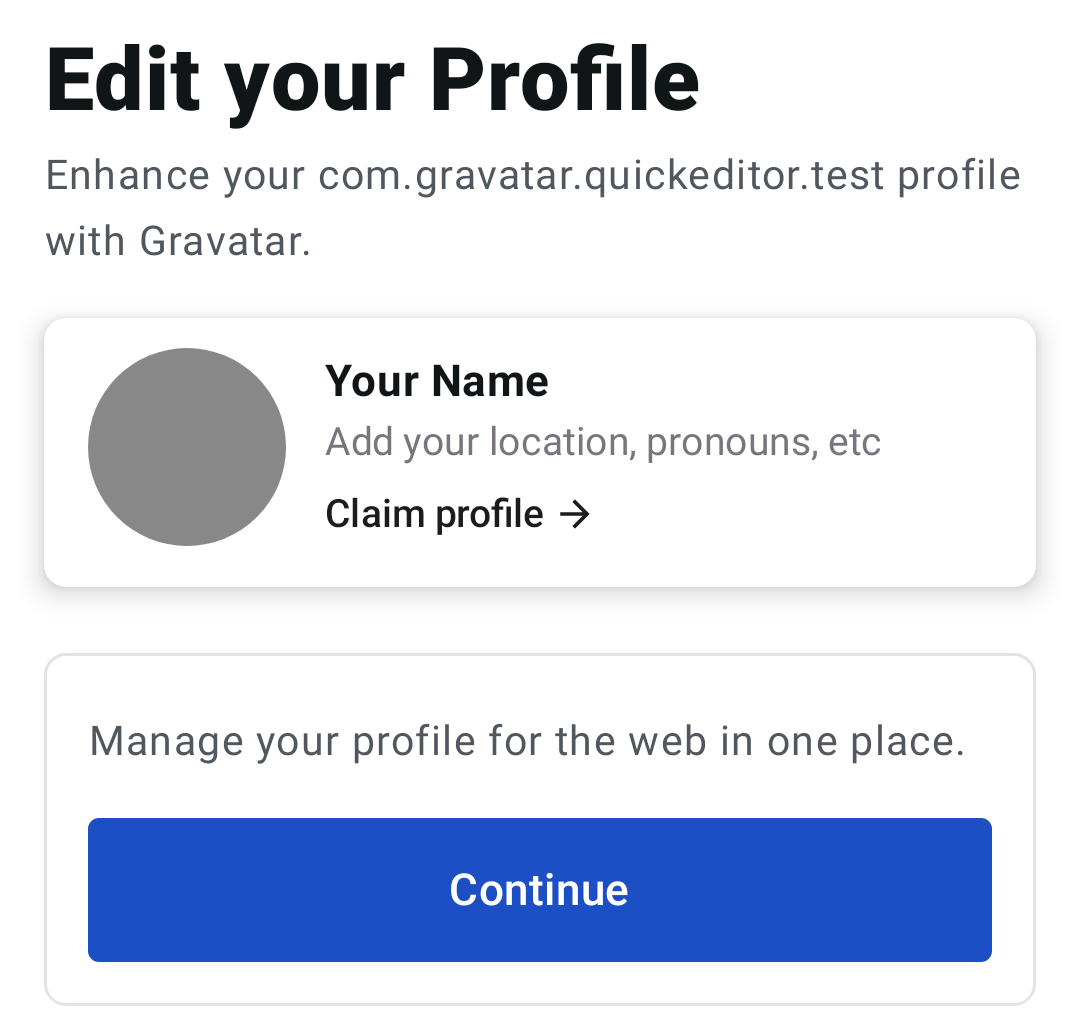 Edit your Profile
Enhance your com.gravatar.quickeditor.test profile
with Gravatar.
Your Name
Add your location, pronouns, etc
Claim profile →
Manage your profile for the web in one place.
Continue